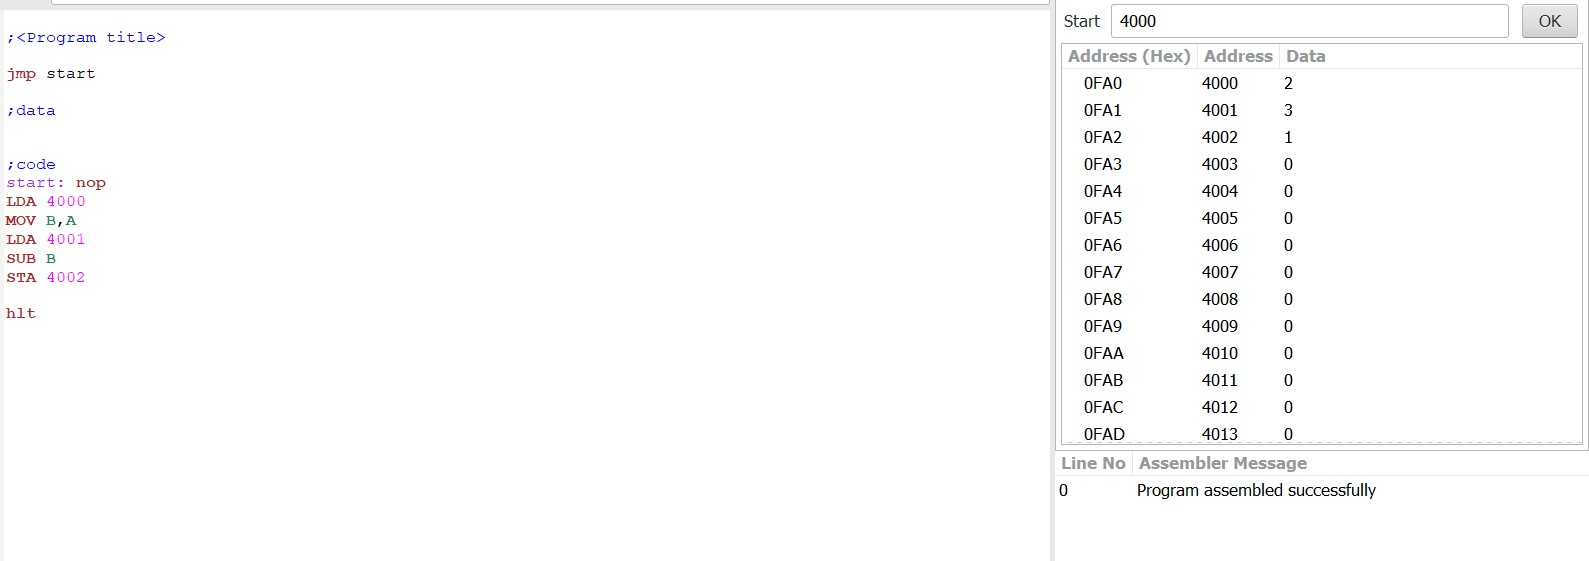 ;<Program title>
jmp start
;data
;code
start: nop
LDA 4000
MOV B,A
LDA 4001
SUB B
STA 4002
hlt
Start 4000 OK
Address (Hex) Address Data
0FA0 4000 2
0FA1 4001 3
0FA2 4002 1
0FA3 4003 0
0FA4 4004 0
0FA5 4005 0
0FA6 4006 0
0FA7 4007 0
0FA8 4008 0
0FA9 4009 0
0FAA 4010 0
0FAB 4011 0
0FAC 4012 0
0FAD 4013 0
Line No Assembler Message
0 Program assembled successfully